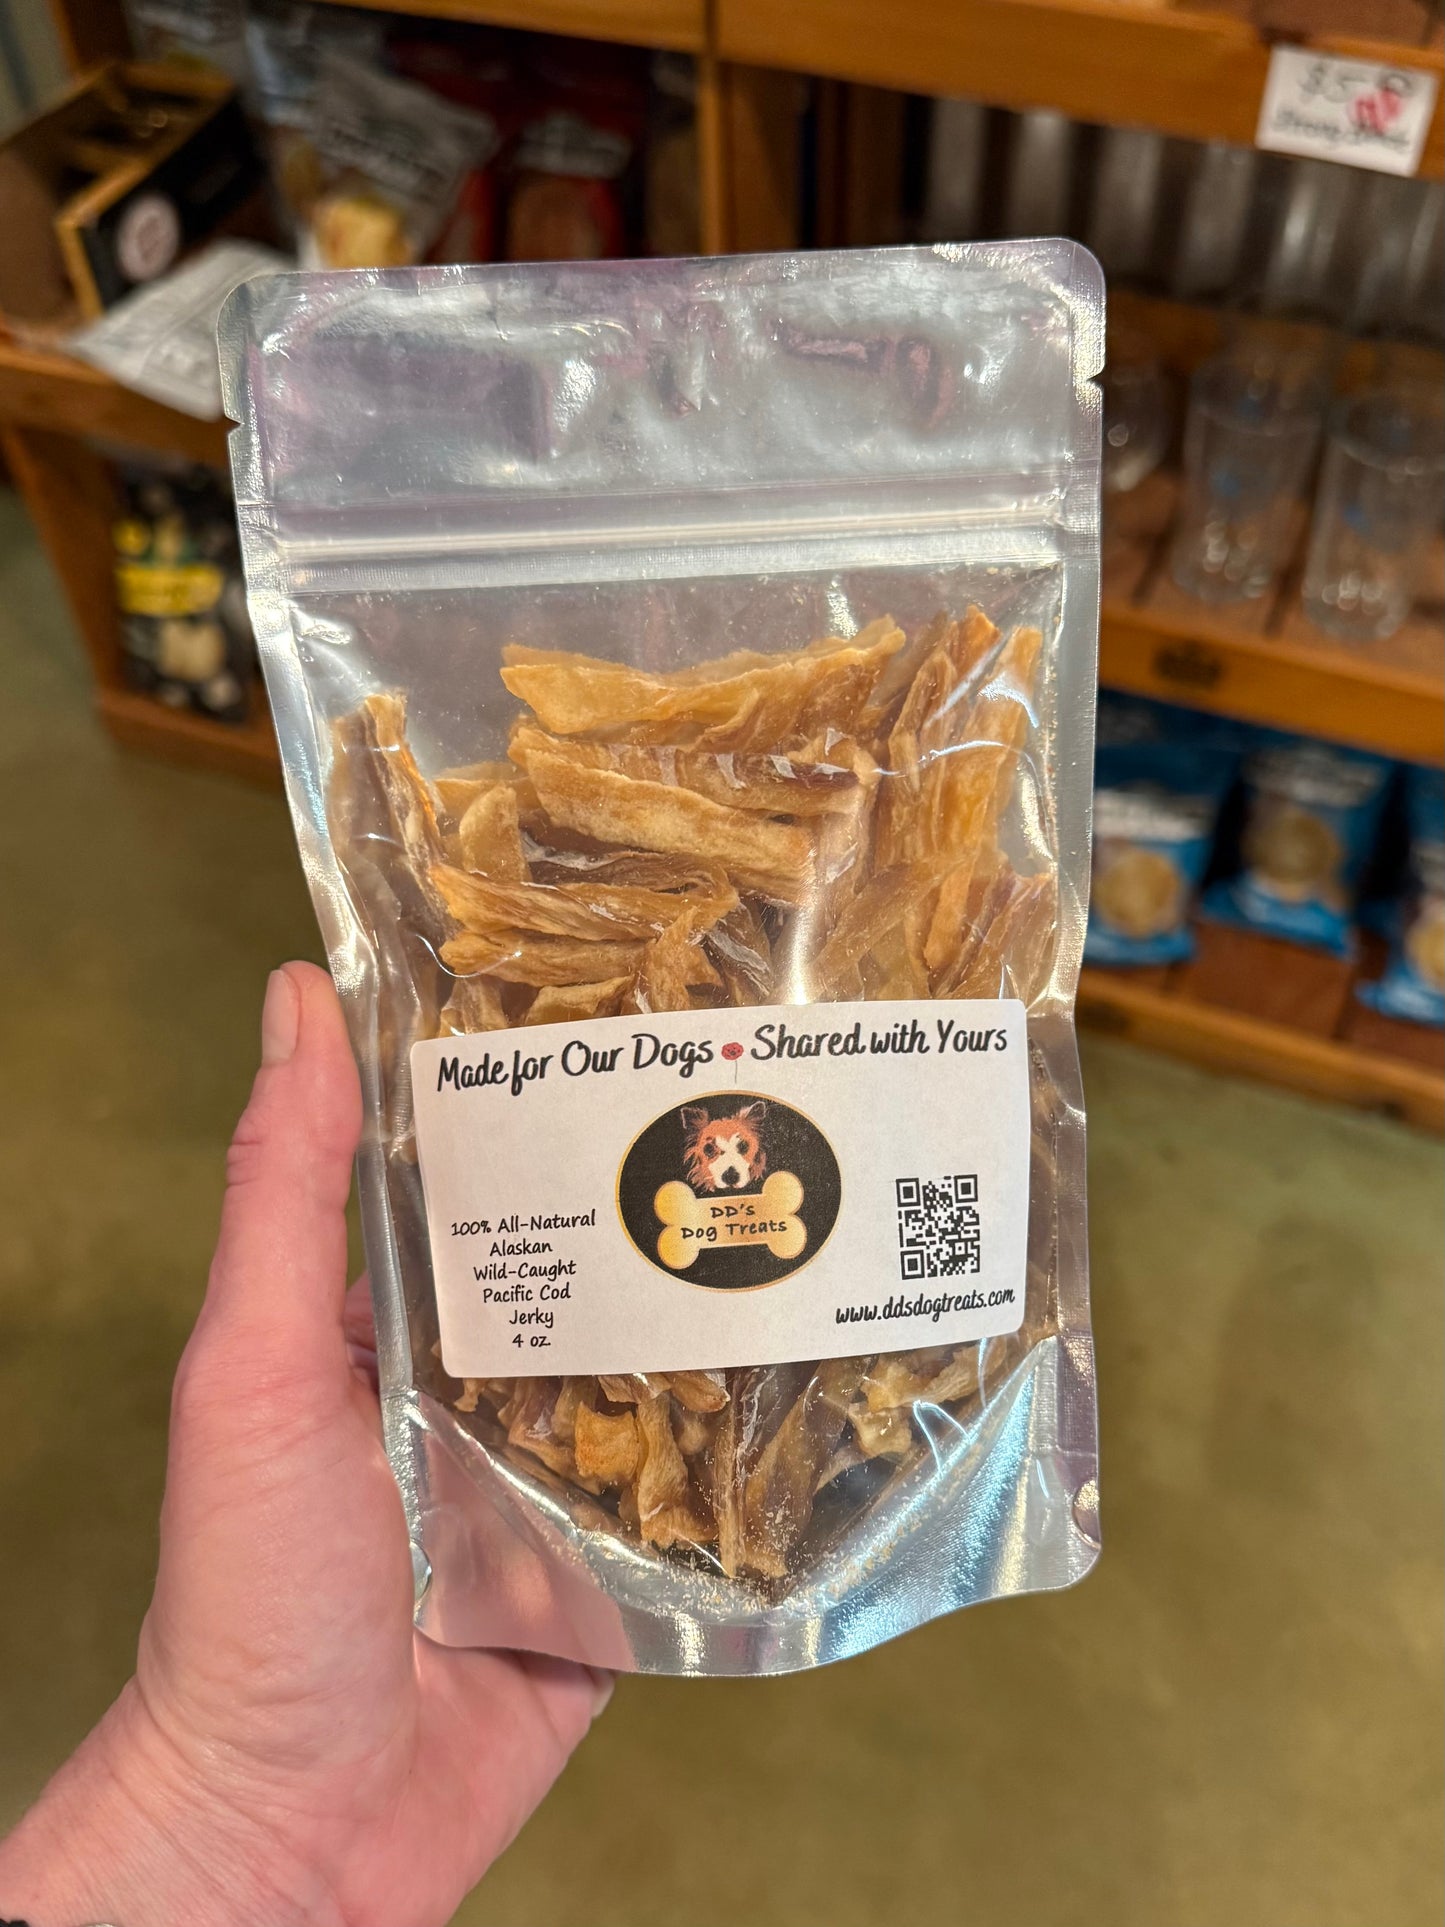 $5
Made for Our Dogs Shared with Yours
DD's
Dog Treats
100% All-Natural
Alaskan
Wild-Caught
Pacific Cod
Jerky
4 oz.
www.ddsdogtreats.com